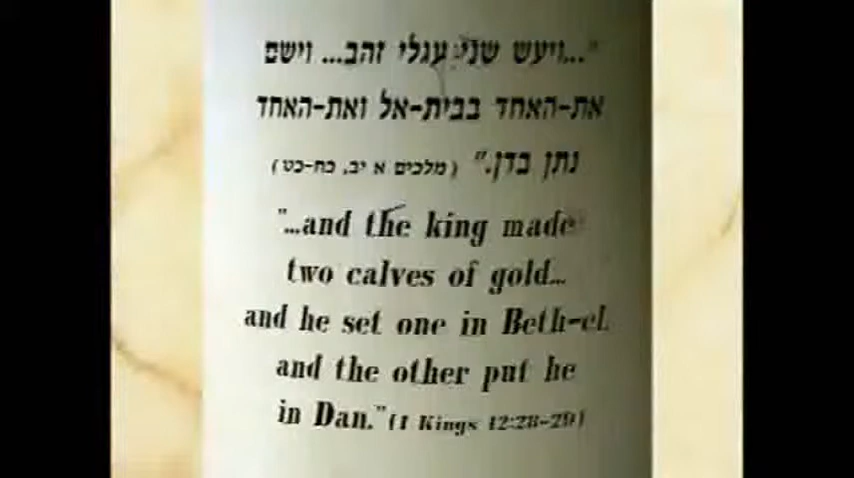 "...ויעש שני עגלי זהב... וישם
את-האחד בבית-אל ואת-האחד
נתן בדן." (מלכים א יב, כח-כט)
"...and the king made
two calves of gold...
and he set one in Beth-el
and the other put he
in Dan." (1 Kings 12:28-29)